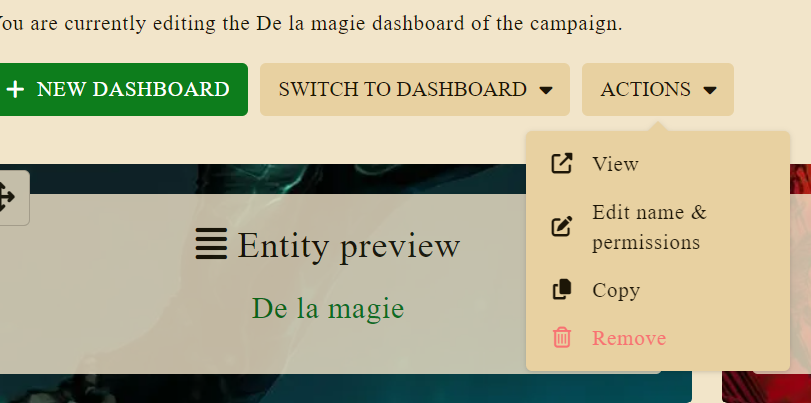 You are currently editing the De la magie dashboard of the campaign.
NEW DASHBOARD
SWITCH TO DASHBOARD
ACTIONS
View
Edit name &
permissions
Copy
Remove
Entity preview
De la magie